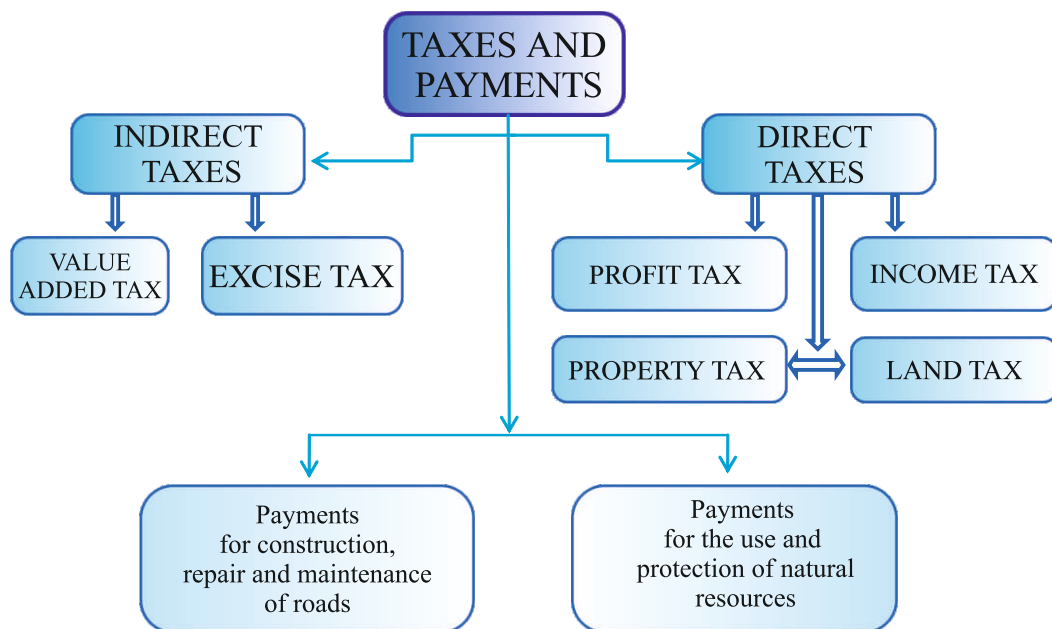 TAXES AND
PAYMENTS
INDIRECT
TAXES
DIRECT
TAXES
VALUE
ADDED TAX
EXCISE TAX
PROFIT TAX
INCOME TAX
PROPERTY TAX
LAND TAX
Payments
for construction,
repair and maintenance
of roads
Payments
for the use and
protection of natural
resources